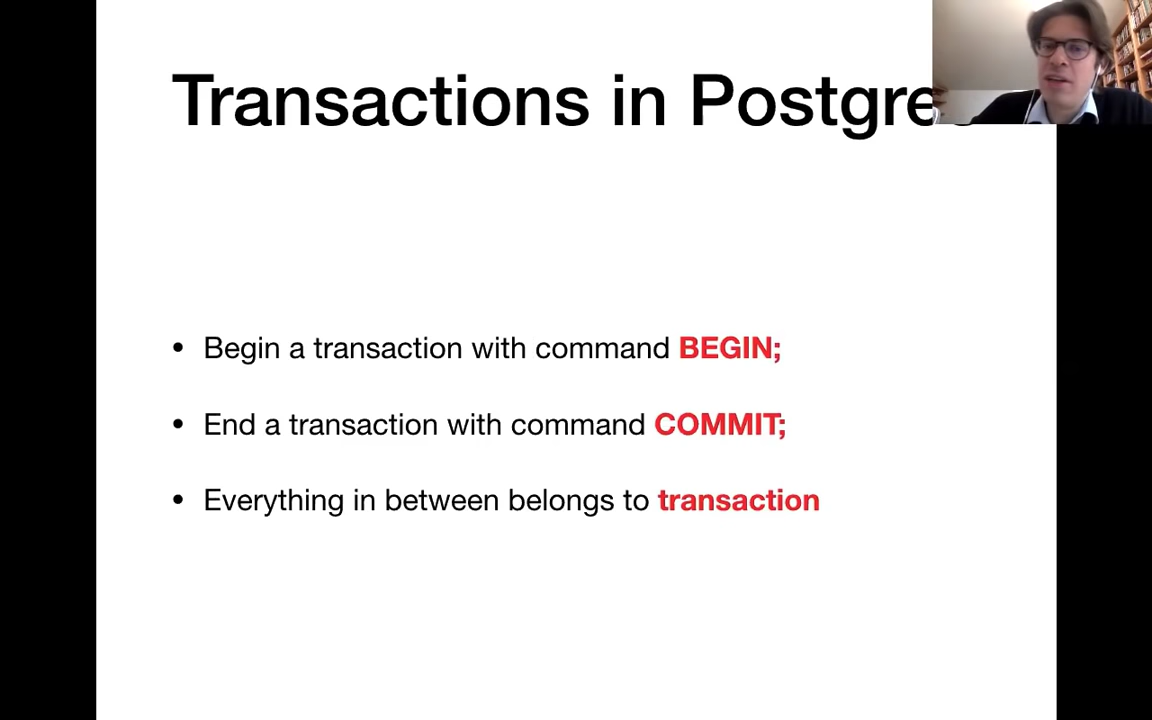 Transactions in Postgre
• Begin a transaction with command BEGIN;
• End a transaction with command COMMIT;
• Everything in between belongs to transaction